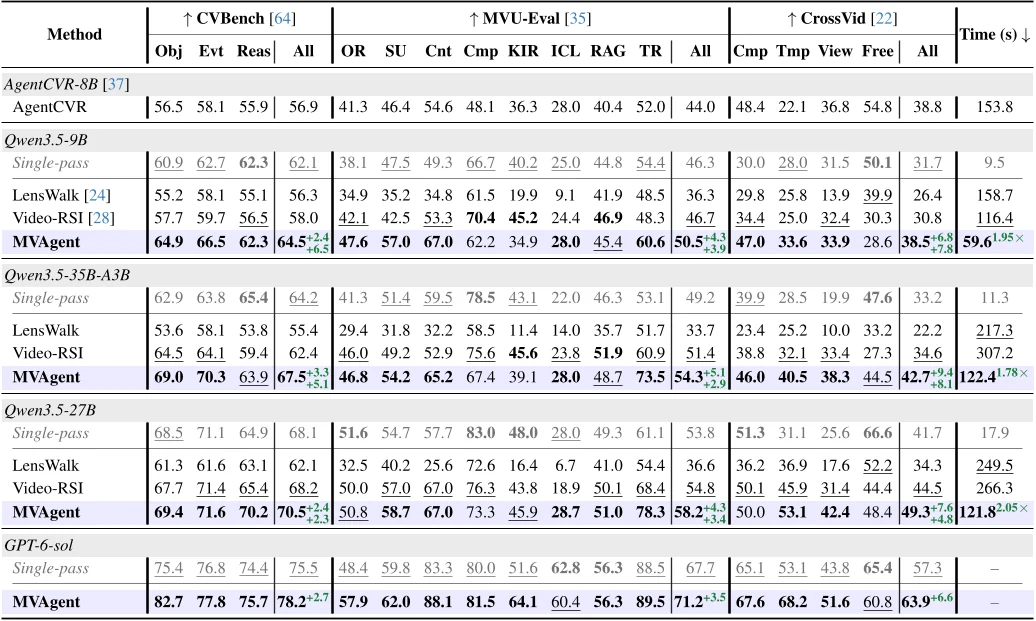 Method ↑ CVBench [64] ↑ MVU-Eval [35] ↑ CrossVid [22] Time (s) ↓
Obj Evt Reas All OR SU Cnt Cmp KIR ICL RAG TR All Cmp Tmp View Free All
AgentCVR-8B [37]
AgentCVR 56.5 58.1 55.9 56.9 41.3 46.4 54.6 48.1 36.3 28.0 40.4 52.0 44.0 48.4 22.1 36.8 54.8 38.8 153.8
Qwen3.5-9B
Single-pass 60.9 62.7 62.3 62.1 38.1 47.5 49.3 66.7 40.2 25.0 44.8 54.4 46.3 30.0 28.0 31.5 50.1 31.7 9.5
LensWalk [24] 55.2 58.1 55.1 56.3 34.9 35.2 34.8 61.5 19.9 9.1 41.9 48.5 36.3 29.8 25.8 13.9 39.9 26.4 158.7
Video-RSI [28] 57.7 59.7 56.5 58.0 42.1 42.5 53.3 70.4 45.2 24.4 46.9 48.3 46.7 34.4 25.0 32.4 30.3 30.8 116.4
MVAgent 64.9 66.5 62.3 64.5 +2.4 +6.5 47.6 57.0 67.0 62.2 34.9 28.0 45.4 60.6 50.5 +4.3 +3.9 47.0 33.6 33.9 28.6 38.5 +6.8 +7.8 59.6 1.95×
Qwen3.5-35B-A3B
Single-pass 62.9 63.8 65.4 64.2 41.3 51.4 59.5 78.5 43.1 22.0 46.3 53.1 49.2 39.9 28.5 19.9 47.6 33.2 11.3
LensWalk 53.6 58.1 53.8 55.4 29.4 31.8 32.2 58.5 11.4 14.0 35.7 51.7 33.7 23.4 25.2 10.0 33.2 22.2 217.3
Video-RSI 64.5 64.1 59.4 62.4 46.0 49.2 52.9 75.6 45.6 23.8 51.9 60.9 51.4 38.8 32.1 33.4 27.3 34.6 307.2
MVAgent 69.0 70.3 63.9 67.5 +3.3 +5.1 46.8 54.2 65.2 67.4 39.1 28.0 48.7 73.5 54.3 +5.1 +2.9 46.0 40.5 38.3 44.5 42.7 +9.4 +8.1 122.4 1.78×
Qwen3.5-27B
Single-pass 68.5 71.1 64.9 68.1 51.6 54.7 57.7 83.0 48.0 28.0 49.3 61.1 53.8 51.3 31.1 25.6 66.6 41.7 17.9
LensWalk 61.3 61.6 63.1 62.1 32.5 40.2 25.6 72.6 16.4 6.7 41.0 54.4 36.6 36.2 36.9 17.6 52.2 34.3 249.5
Video-RSI 67.7 71.4 65.4 68.2 50.0 57.0 67.0 76.3 43.8 18.9 50.1 68.4 54.8 50.1 45.9 31.4 44.4 44.5 266.3
MVAgent 69.4 71.6 70.2 70.5 +2.4 +2.3 50.8 58.7 67.0 73.3 45.9 28.7 51.0 78.3 58.2 +4.3 +3.4 50.0 53.1 42.4 48.4 49.3 +7.6 +4.8 121.8 2.05×
GPT-6-sol
Single-pass 75.4 76.8 74.4 75.5 48.4 59.8 83.3 80.0 51.6 62.8 56.3 88.5 67.7 65.1 53.1 43.8 65.4 57.3 –
MVAgent 82.7 77.8 75.7 78.2 +2.7 57.9 62.0 88.1 81.5 64.1 60.4 56.3 89.5 71.2 +3.5 67.6 68.2 51.6 60.8 63.9 +6.6 –